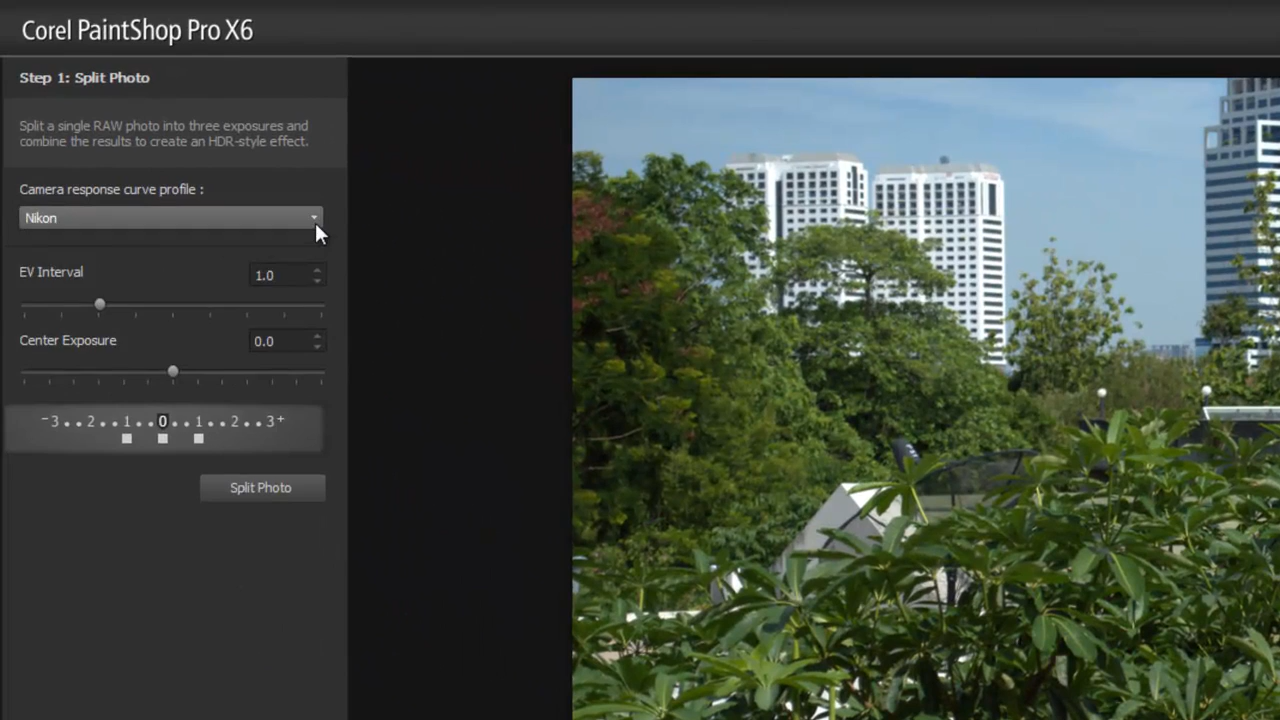 Corel PaintShop Pro X6
Step 1: Split Photo
Split a single RAW photo into three exposures and
combine the results to create an HDR-style effect.
Camera response curve profile :
Nikon
EV Interval
1.0
Center Exposure
0.0
-3 • • 2 • • 1 • • 0 • • 1 • • 2 • • 3+
Split Photo